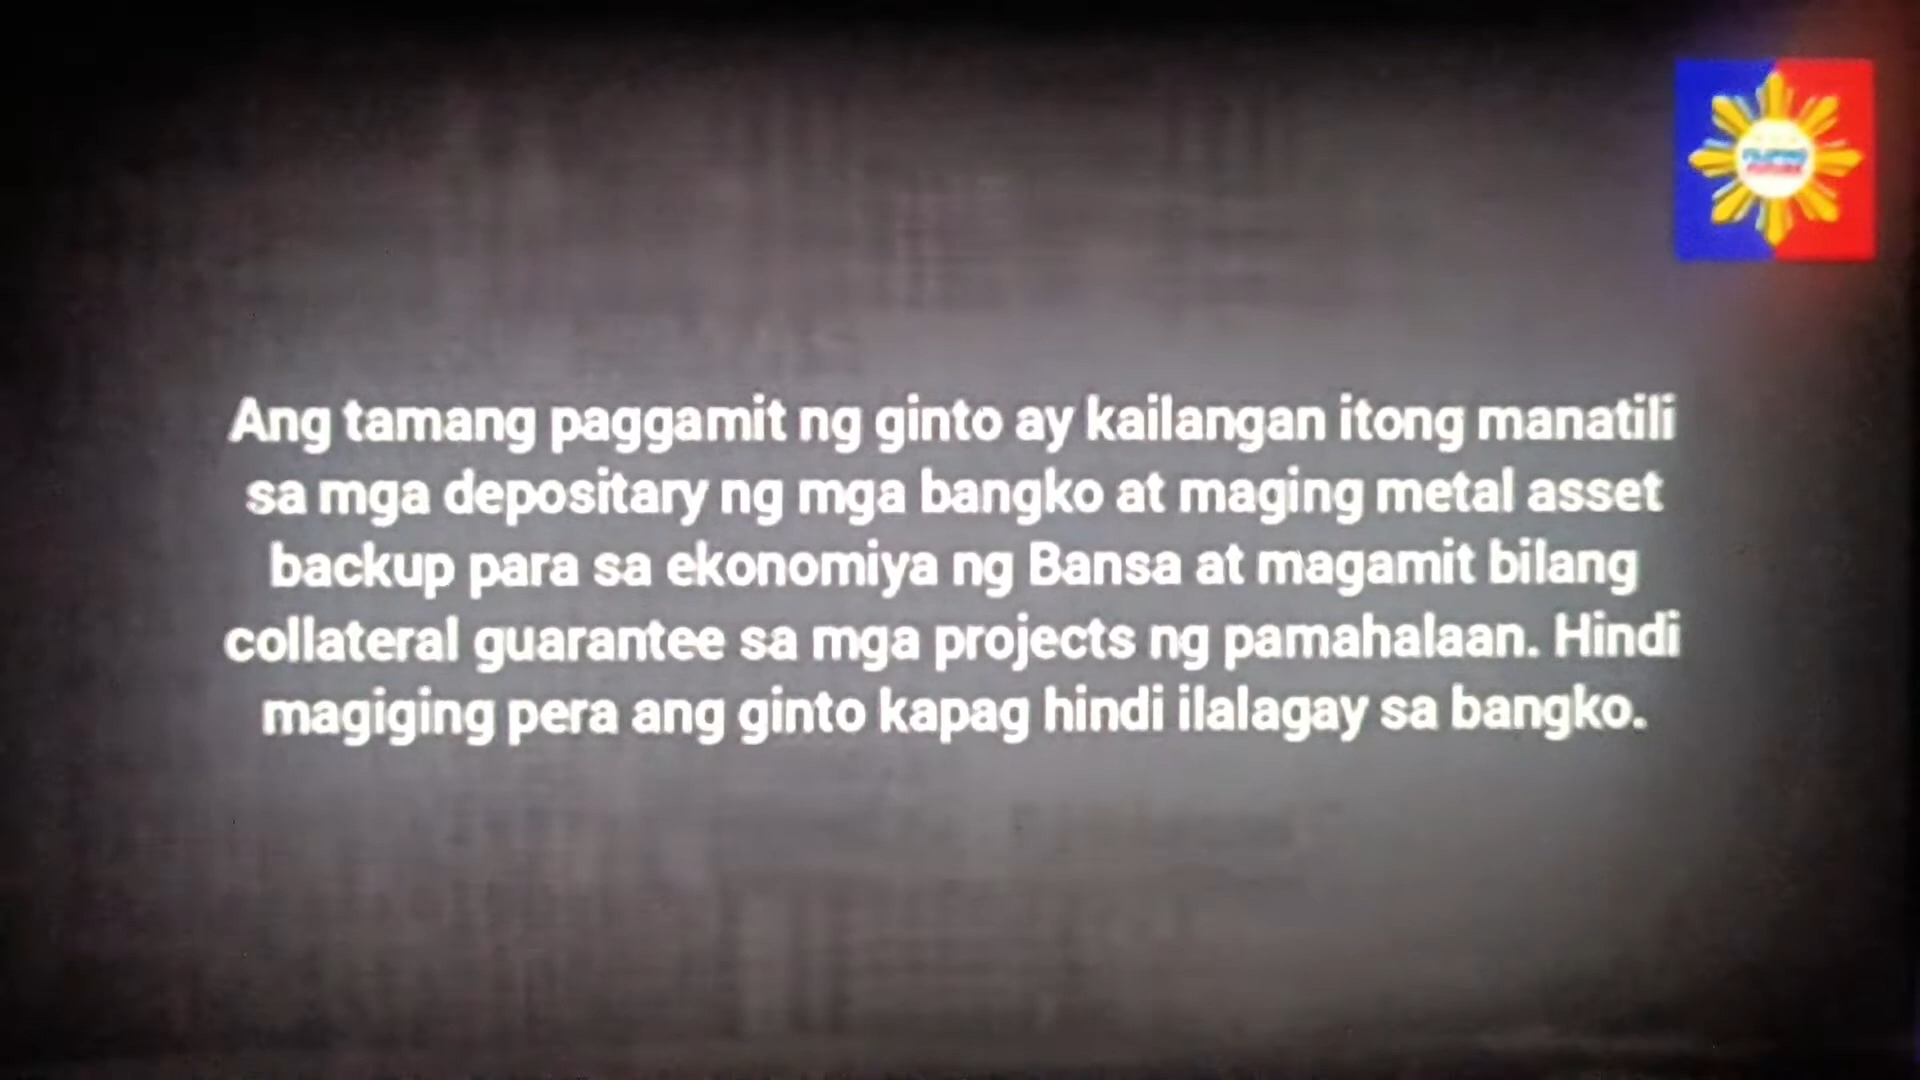 Ang tamang paggamit ng ginto ay kailangan itong manatili
sa mga depositary ng mga bangko at maging metal asset
backup para sa ekonomiya ng Bansa at magamit bilang
collateral guarantee sa mga projects ng pamahalaan. Hindi
magiging pera ang ginto kapag hindi ilalagay sa bangko.